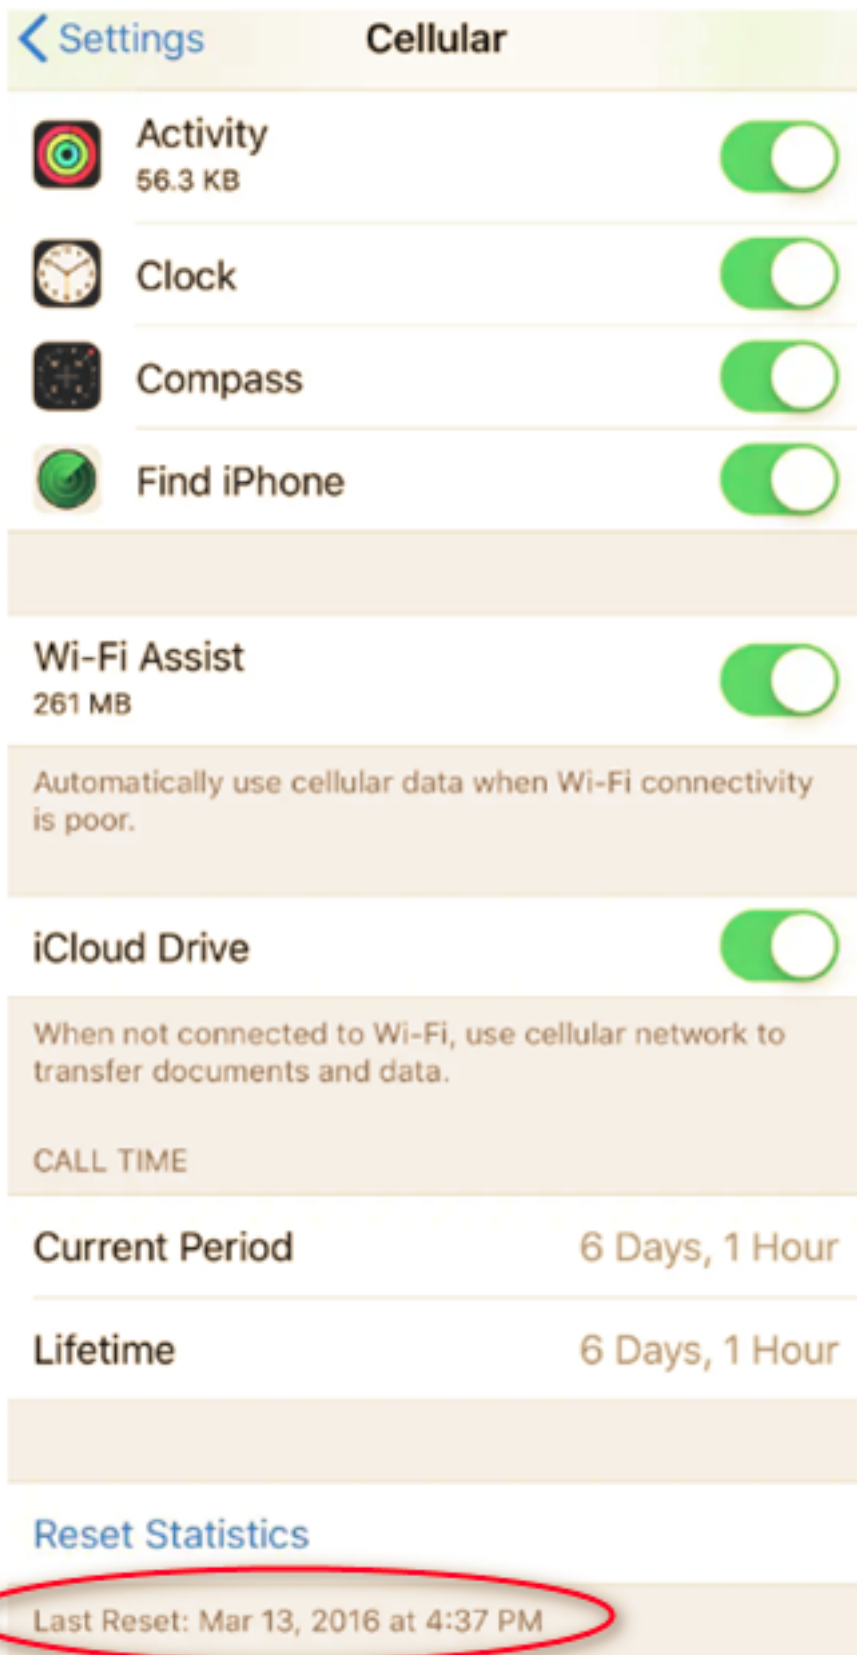 Settings Cellular
Activity
56.3 KB
Clock
Compass
Find iPhone
Wi-Fi Assist
261 MB
Automatically use cellular data when Wi-Fi connectivity
is poor.
iCloud Drive
When not connected to Wi-Fi, use cellular network to
transfer documents and data.
CALL TIME
Current Period 6 Days, 1 Hour
Lifetime 6 Days, 1 Hour
Reset Statistics
Last Reset: Mar 13, 2016 at 4:37 PM